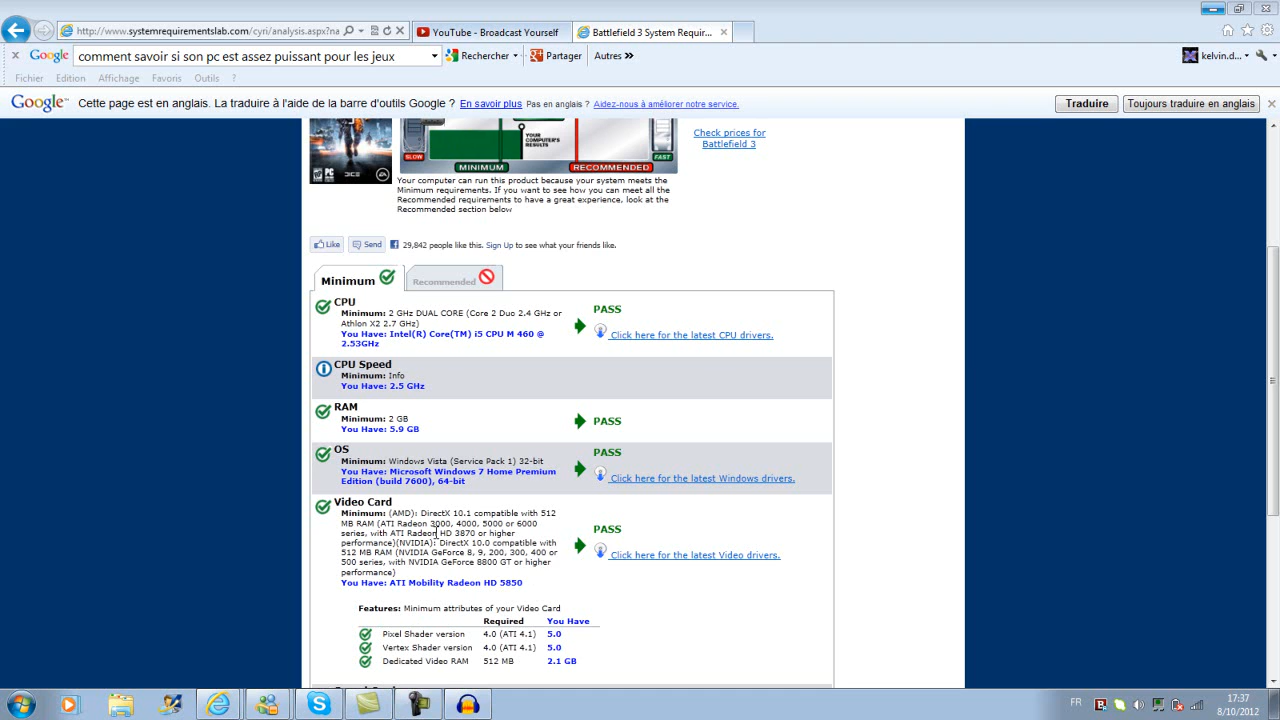 http://www.systemrequirementslab.com/cyri/analysis.aspx?na
YouTube - Broadcast Yourself
Battlefield 3 System Requir...
Google
comment savoir si son pc est assez puissant pour les jeux
Rechercher
Partager
Autres »
kelvin.d...
Fichier Edition Affichage Favoris Outils ?
Google™ Cette page est en anglais. La traduire à l'aide de la barre d'outils Google ? En savoir plus Pas en anglais ? Aidez-nous à améliorer notre service.
Traduire
Toujours traduire en anglais
PC
DICE
EA
YOUR COMPUTER'S RESULTS
SLOW
MINIMUM
RECOMMENDED
FAST
Check prices for
Battlefield 3
Your computer can run this product because your system meets the
Minimum requirements. If you want to see how you can meet all the
Recommended requirements to have a great experience, look at the
Recommended section below
Like
Send
29,842 people like this. Sign Up to see what your friends like.
Minimum
Recommended
CPU
Minimum: 2 GHz DUAL CORE (Core 2 Duo 2.4 GHz or
Athlon X2 2.7 GHz)
You Have: Intel(R) Core(TM) i5 CPU M 460 @
2.53GHz
PASS
Click here for the latest CPU drivers.
CPU Speed
Minimum: Info
You Have: 2.5 GHz
RAM
Minimum: 2 GB
You Have: 5.9 GB
PASS
OS
Minimum: Windows Vista (Service Pack 1) 32-bit
You Have: Microsoft Windows 7 Home Premium
Edition (build 7600), 64-bit
PASS
Click here for the latest Windows drivers.
Video Card
Minimum: (AMD): DirectX 10.1 compatible with 512
MB RAM (ATI Radeon 3000, 4000, 5000 or 6000
series, with ATI Radeon HD 3870 or higher
performance)(NVIDIA): DirectX 10.0 compatible with
512 MB RAM (NVIDIA GeForce 8, 9, 200, 300, 400 or
500 series, with NVIDIA GeForce 8800 GT or higher
performance)
You Have: ATI Mobility Radeon HD 5850
PASS
Click here for the latest Video drivers.
Features: Minimum attributes of your Video Card
Required You Have
Pixel Shader version 4.0 (ATI 4.1) 5.0
Vertex Shader version 4.0 (ATI 4.1) 5.0
Dedicated Video RAM 512 MB 2.1 GB
FR
17:37
8/10/2012